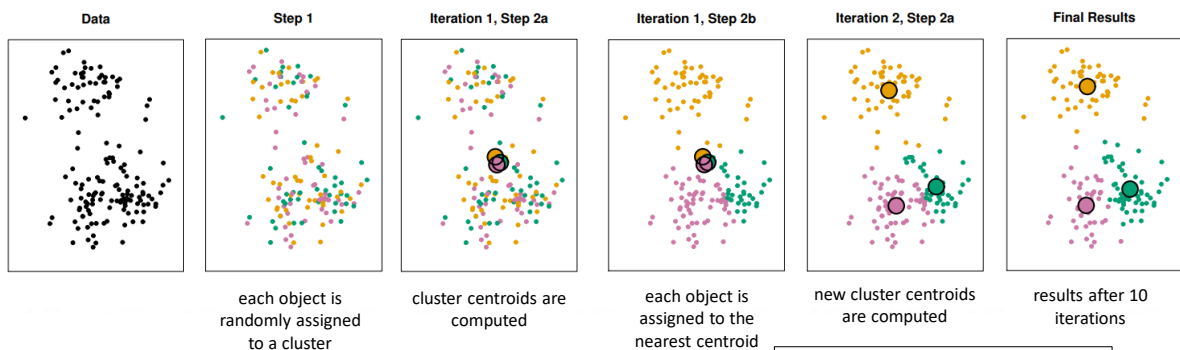 Data
Step 1
Iteration 1, Step 2a
Iteration 1, Step 2b
Iteration 2, Step 2a
Final Results
each object is
randomly assigned
to a cluster
cluster centroids are
computed
each object is
assigned to the
nearest centroid
new cluster centroids
are computed
results after 10
iterations